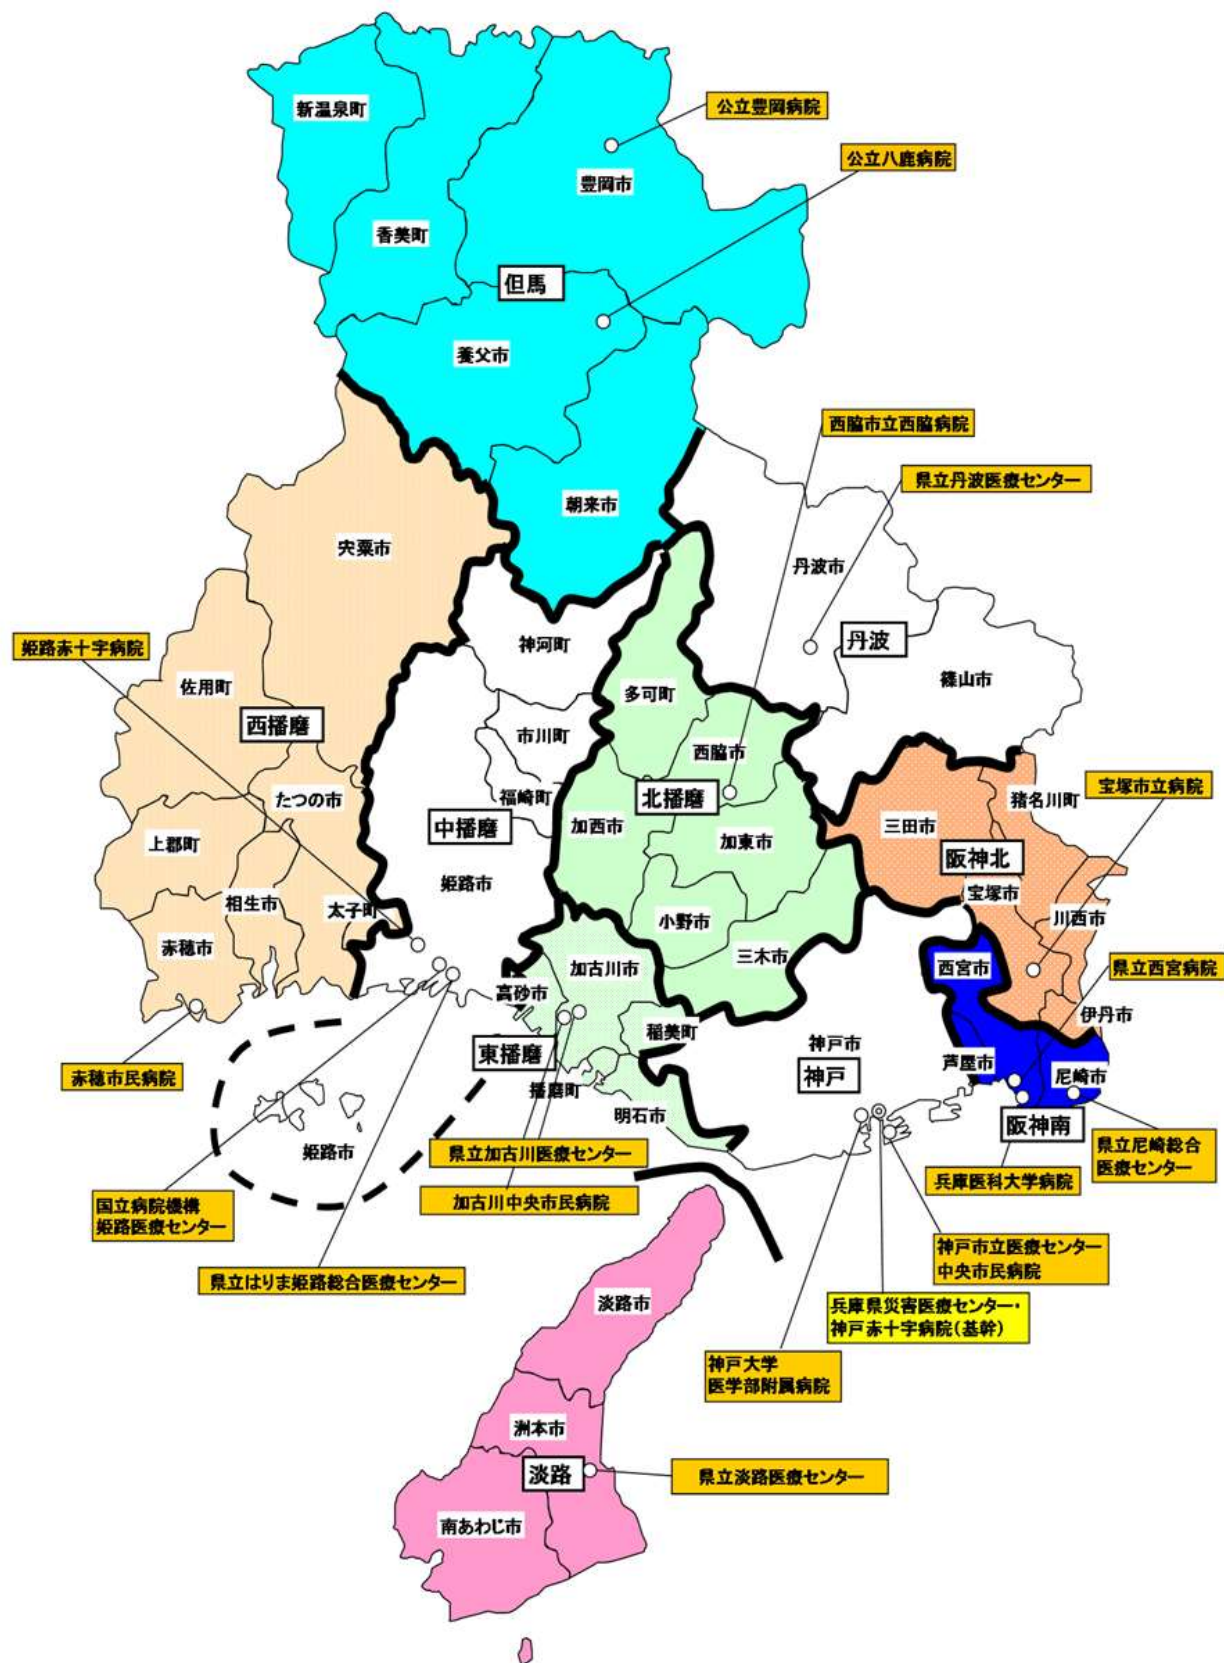 新温泉町
公立豊岡病院
公立八鹿病院
豊岡市
香美町
但馬
養父市
西脇市立西脇病院
県立丹波医療センター
朝来市
宍粟市
丹波市
姫路赤十字病院
神河町
丹波
篠山市
佐用町
多可町
西播磨
市川町
西脇市
たつの市
福崎町
北播磨
宝塚市立病院
猪名川町
上郡町
中播磨
加西市
加東市
三田市
阪神北
姫路市
宝塚市
相生市
太子町
小野市
川西市
赤穂市
三木市
加古川市
西宮市
県立西宮病院
高砂市
伊丹市
稲美町
神戸市
赤穂市民病院
東播磨
神戸
芦屋市
尼崎市
播磨町
明石市
阪神南
姫路市
県立加古川医療センター
県立尼崎総合
医療センター
兵庫医科大学病院
加古川中央市民病院
国立病院機構
姫路医療センター
神戸市立医療センター
中央市民病院
県立はりま姫路総合医療センター
淡路市
兵庫県災害医療センター・
神戸赤十字病院(基幹)
神戸大学
医学部附属病院
洲本市
淡路
県立淡路医療センター
南あわじ市